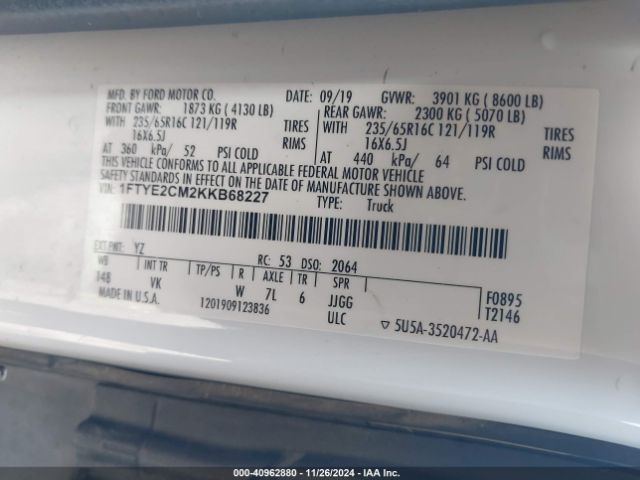 MFD. BY FORD MOTOR CO. DATE: 09/19 GVWR: 3901 KG ( 8600 LB)
FRONT GAWR: 1873 KG ( 4130 LB) REAR GAWR: 2300 KG ( 5070 LB)
WITH 235/65R16C 121/119R TIRES WITH 235/65R16C 121/119R TIRES
16X6.5J RIMS 16X6.5J RIMS
AT 360 kPa/ 52 PSI COLD AT 440 kPa/ 64 PSI COLD
THIS VEHICLE CONFORMS TO ALL APPLICABLE FEDERAL MOTOR VEHICLE
SAFETY STANDARDS IN EFFECT ON THE DATE OF MANUFACTURE SHOWN ABOVE.
VIN: 1FTYE2CM2KKB68227 TYPE: Truck
EXT PNT: YZ RC: 53 DSO: 2064
WB INT TR TP/PS R AXLE TR SPR
148 VK W 7L 6 JJGG F0895
MADE IN U.S.A. 1201909123836 ULC T2146
5U5A-3520472-AA
000-40962880 - 11/26/2024 - IAA Inc.